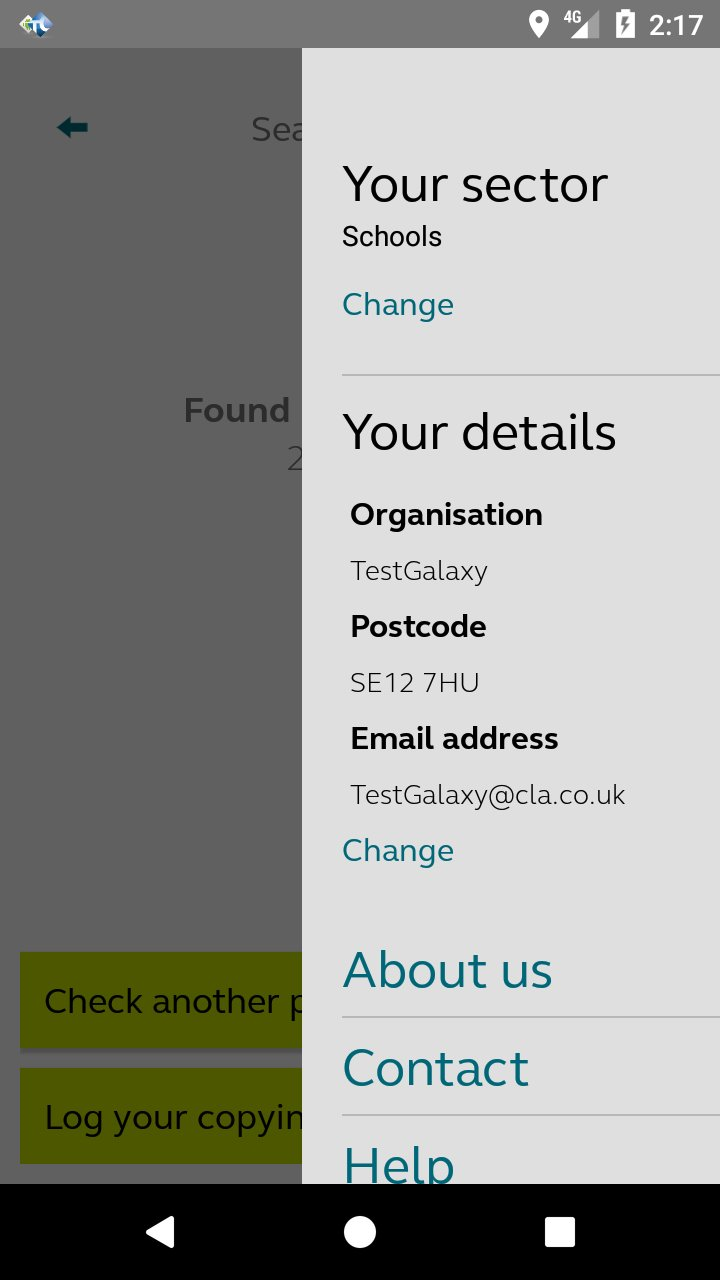 4G 2:17
Sea
Your sector
Schools
Change
Found
2
Your details
Organisation
TestGalaxy
Postcode
SE12 7HU
Email address
TestGalaxy@cla.co.uk
Change
Check another p
About us
Contact
Log your copyin
Help